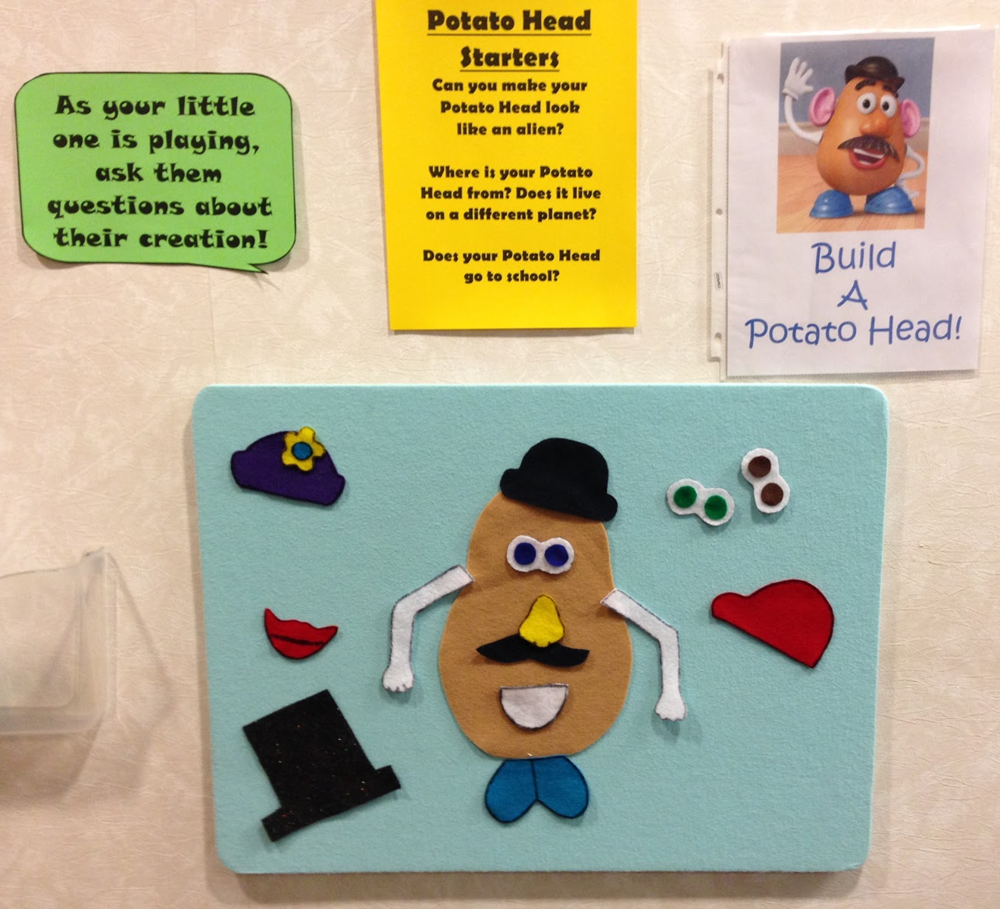 As your little
one is playing,
ask them
questions about
their creation!
Potato Head
Starters
Can you make your
Potato Head look
like an alien?
Where is your Potato
Head from? Does it live
on a different planet?
Does your Potato Head
go to school?
Build
A
Potato Head!